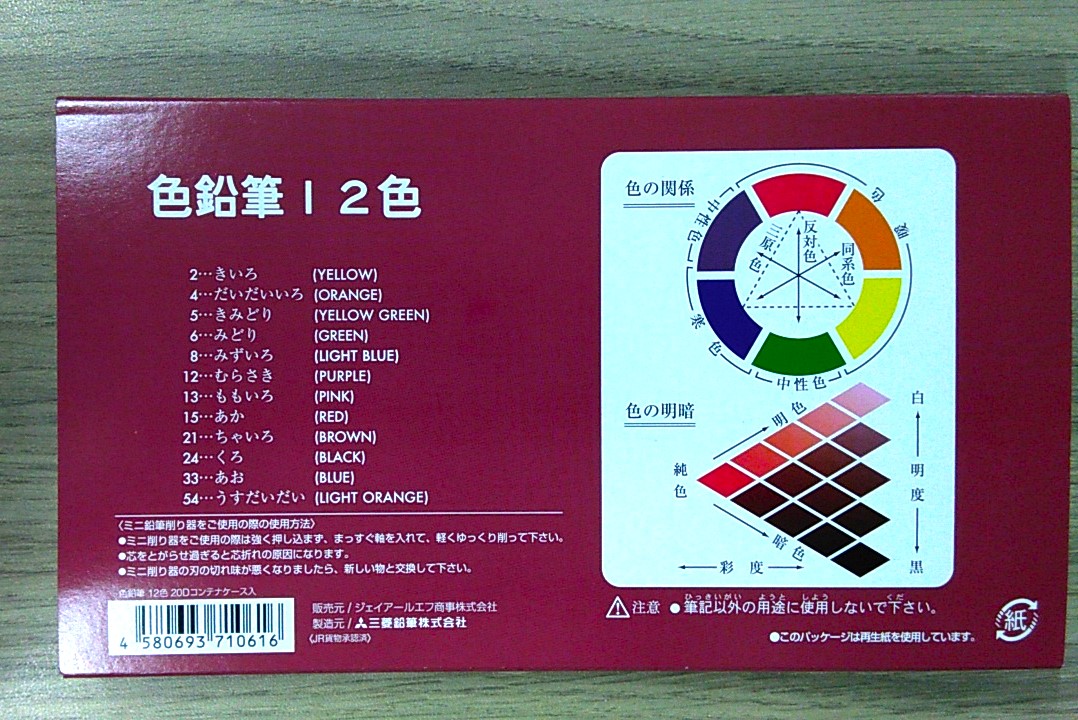 色鉛筆12色
2…きいろ (YELLOW)
4…だいだいいろ (ORANGE)
5…きみどり (YELLOW GREEN)
6…みどり (GREEN)
8…みずいろ (LIGHT BLUE)
12…むらさき (PURPLE)
13…ももいろ (PINK)
15…あか (RED)
21…ちゃいろ (BROWN)
24…くろ (BLACK)
33…あお (BLUE)
54…うすだいだい (LIGHT ORANGE)
〈ミニ鉛筆削り器をご使用の際の使用方法〉
●ミニ削り器をご使用の際は強く押し込まず、まっすぐ軸を入れて、軽くゆっくり削って下さい。
●芯をとがらせ過ぎると芯折れの原因になります。
●ミニ削り器の刃の切れ味が悪くなりましたら、新しい物と交換して下さい。
色鉛筆 12色 20Dコンテナケース入
4 580693 710616
販売元/ジェイアールエフ商事株式会社
製造元/三菱鉛筆株式会社
〈JR貨物承認済〉
色の関係
中性色
暖色
反対色
三原色
同系色
寒色
中性色
色の明暗
明色
白
純色
明度
暗色
彩度
黒
ひっきいがい ようと しよう くだ
注意 ●筆記以外の用途に使用しないで下さい。
紙
●このパッケージは再生紙を使用しています。